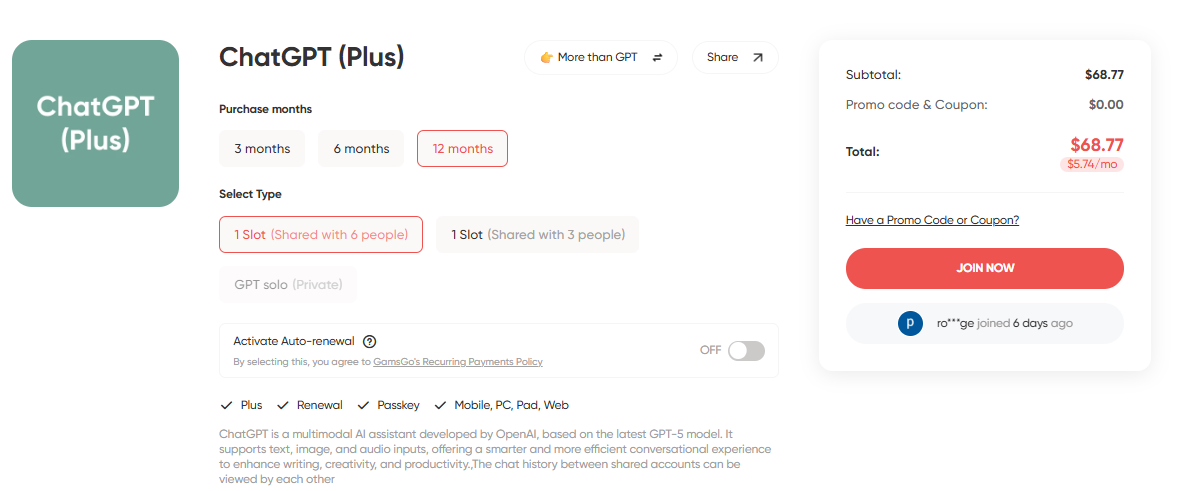 ChatGPT
(Plus)
ChatGPT (Plus)
More than GPT
Share
Purchase months
3 months
6 months
12 months
Select Type
1 Slot (Shared with 6 people)
1 Slot (Shared with 3 people)
GPT solo (Private)
Activate Auto-renewal
By selecting this, you agree to GamsGo's Recurring Payments Policy
OFF
Plus
Renewal
Passkey
Mobile, PC, Pad, Web
ChatGPT is a multimodal AI assistant developed by OpenAI, based on the latest GPT-5 model. It
supports text, image, and audio inputs, offering a smarter and more efficient conversational experience
to enhance writing, creativity, and productivity.,The chat history between shared accounts can be
viewed by each other
Subtotal: $68.77
Promo code & Coupon: $0.00
Total: $68.77
$5.74/mo
Have a Promo Code or Coupon?
JOIN NOW
p ro***ge joined 6 days ago